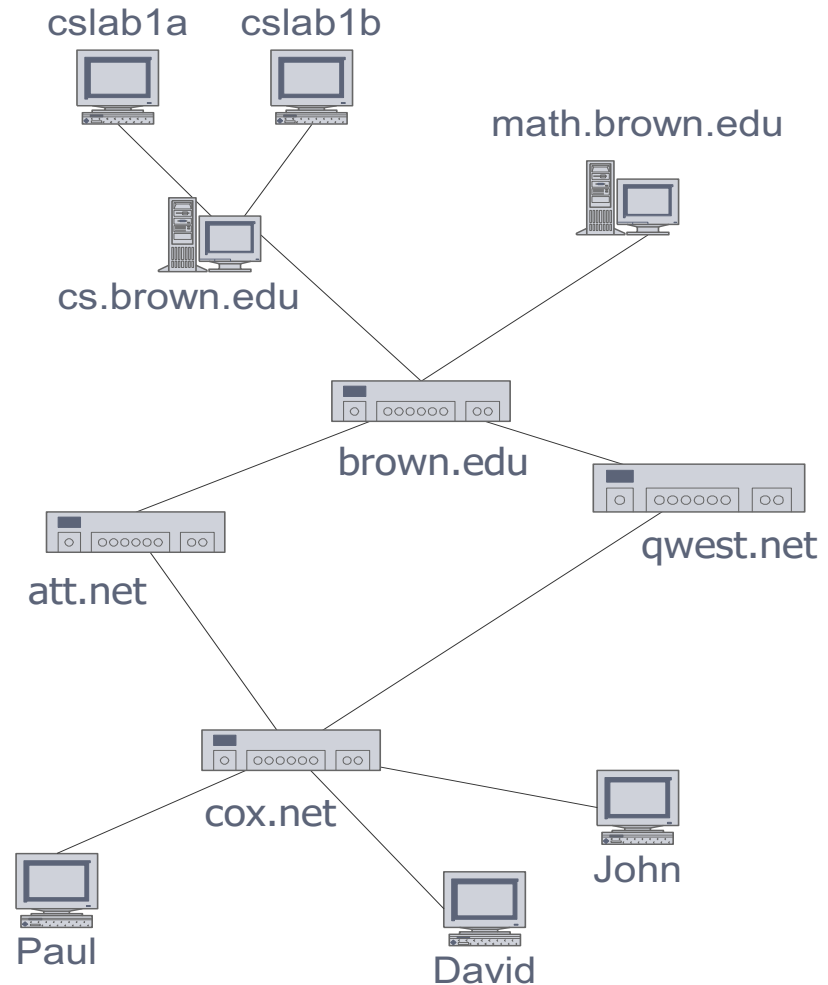 cslab1a cslab1b
math.brown.edu
cs.brown.edu
brown.edu
qwest.net
att.net
cox.net
John
Paul
David